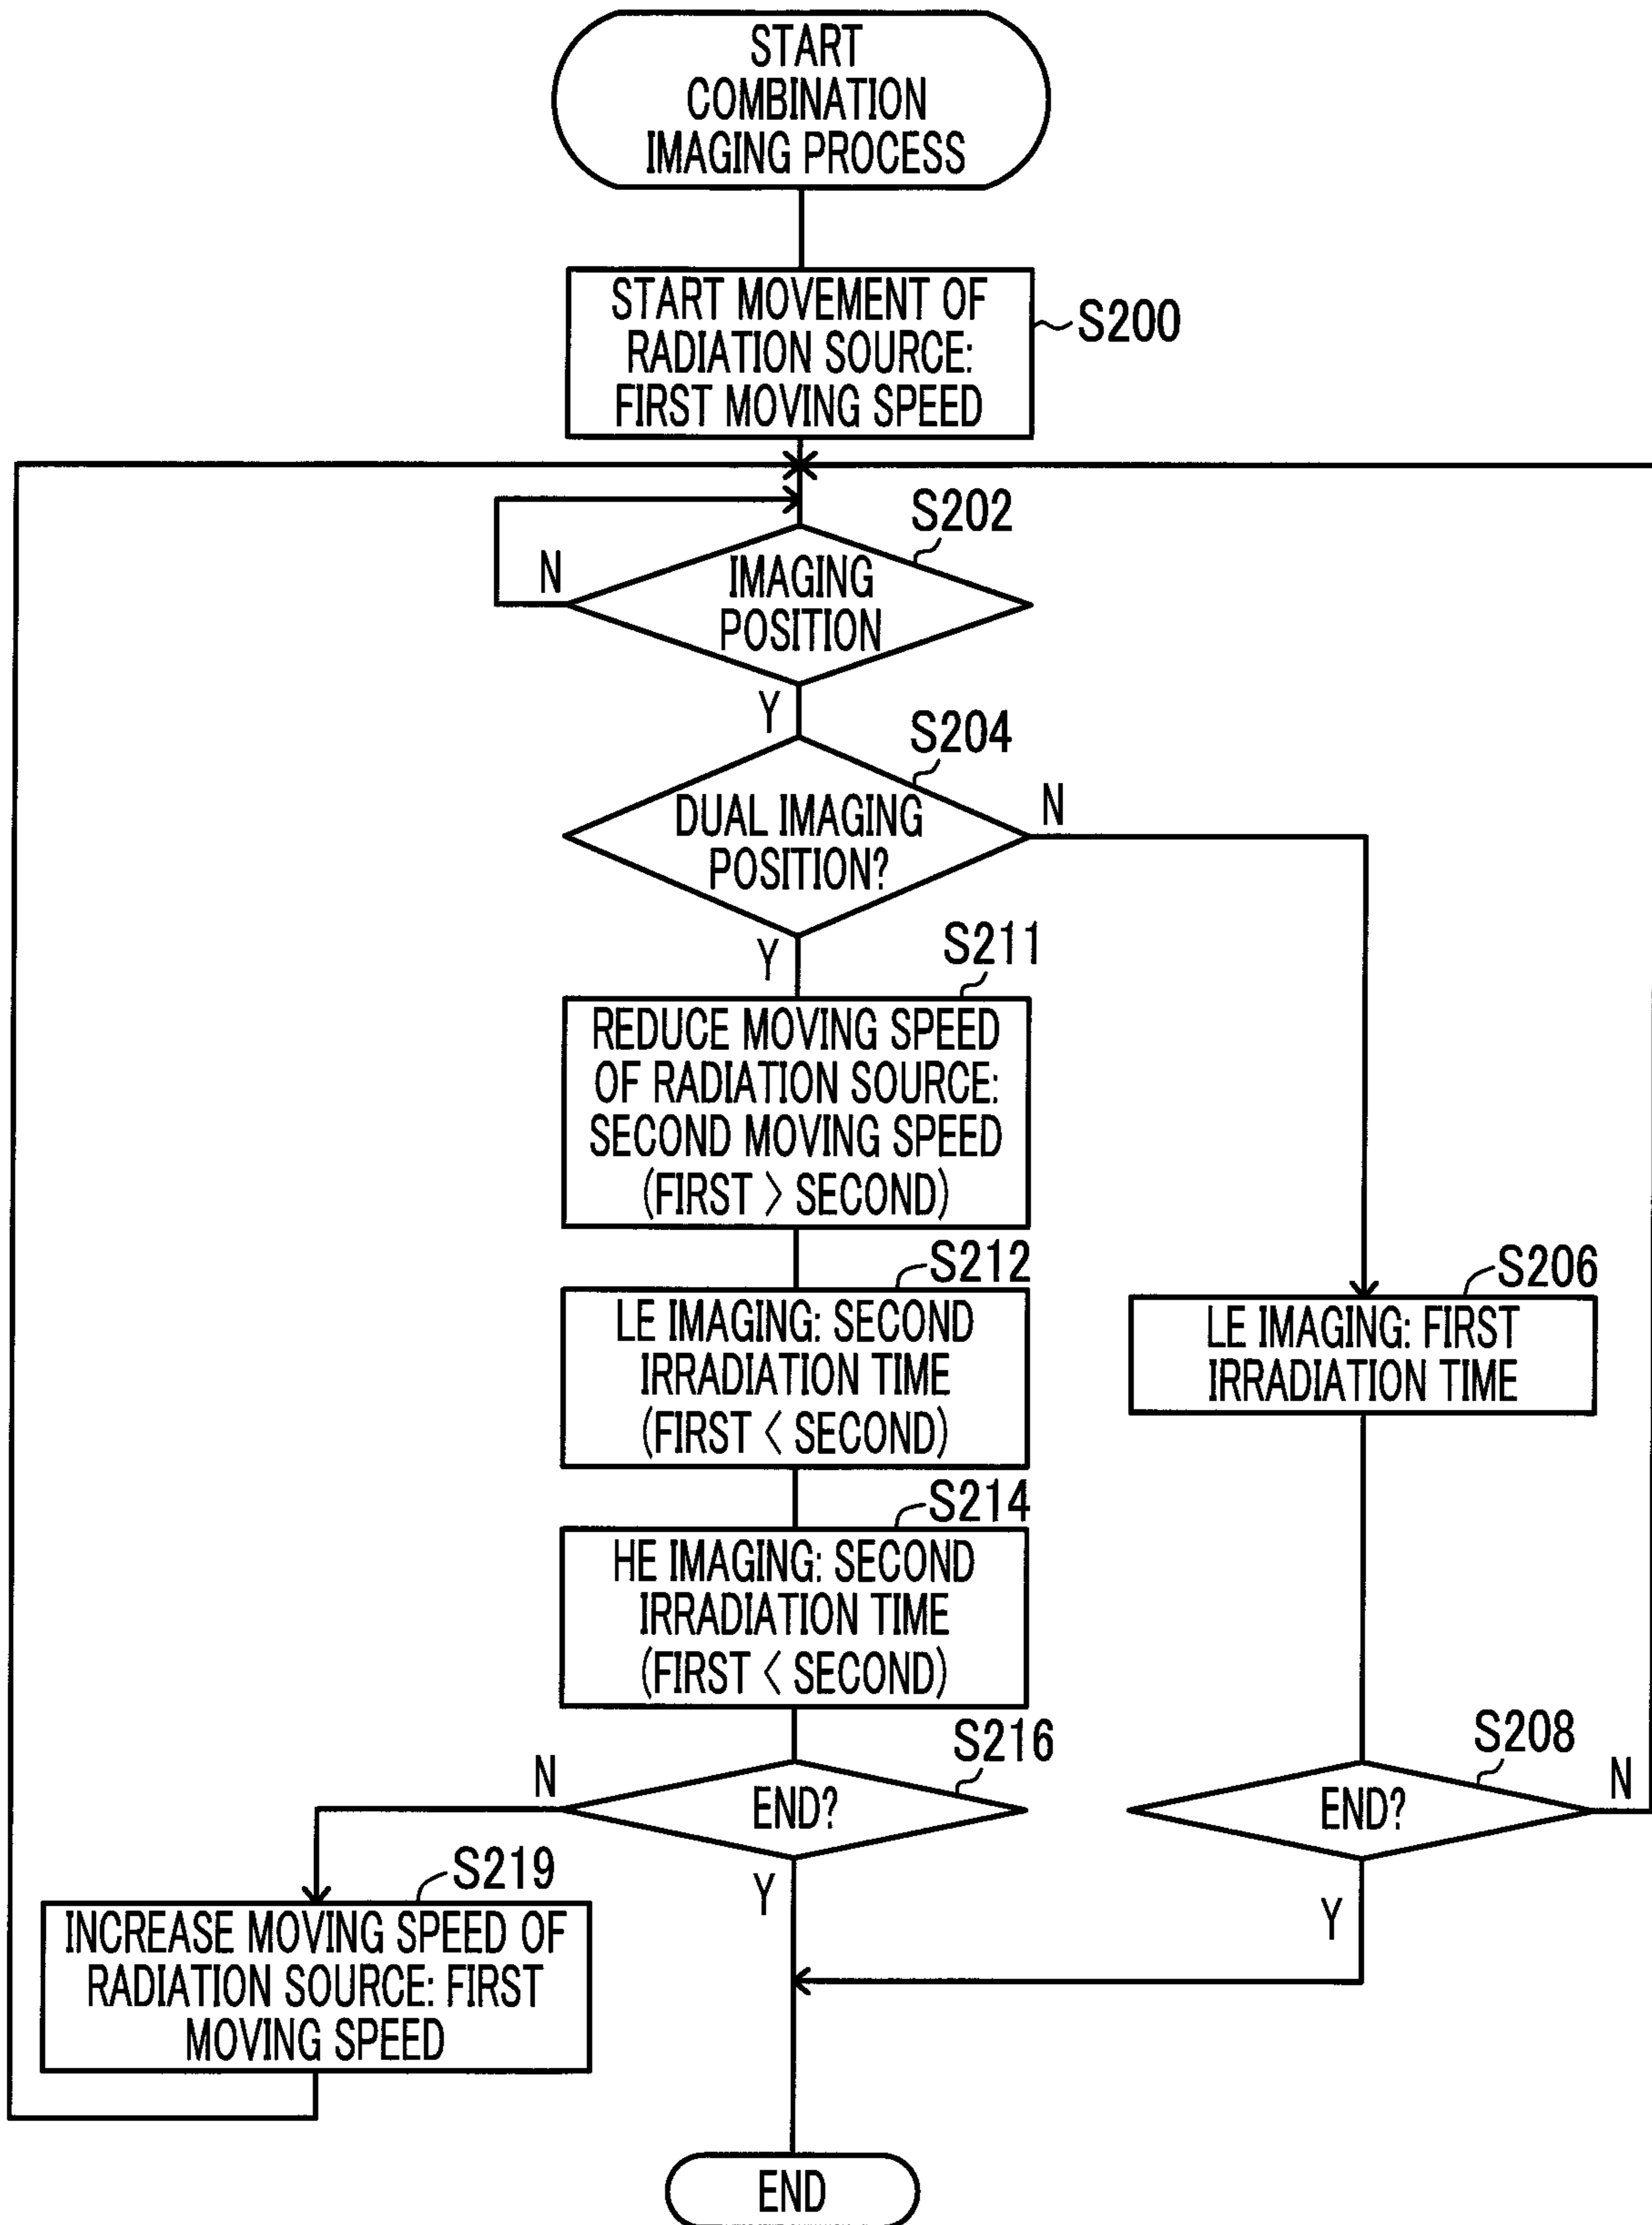 START
COMBINATION
IMAGING PROCESS
START MOVEMENT OF
RADIATION SOURCE:
FIRST MOVING SPEED
S200
S202
N
IMAGING
POSITION
Y
S204
DUAL IMAGING
POSITION?
N
Y
S211
REDUCE MOVING SPEED
OF RADIATION SOURCE:
SECOND MOVING SPEED
(FIRST > SECOND)
S212
LE IMAGING: SECOND
IRRADIATION TIME
(FIRST < SECOND)
S206
LE IMAGING: FIRST
IRRADIATION TIME
S214
HE IMAGING: SECOND
IRRADIATION TIME
(FIRST < SECOND)
S216
N
END?
Y
S208
END?
N
Y
S219
INCREASE MOVING SPEED OF
RADIATION SOURCE: FIRST
MOVING SPEED
END